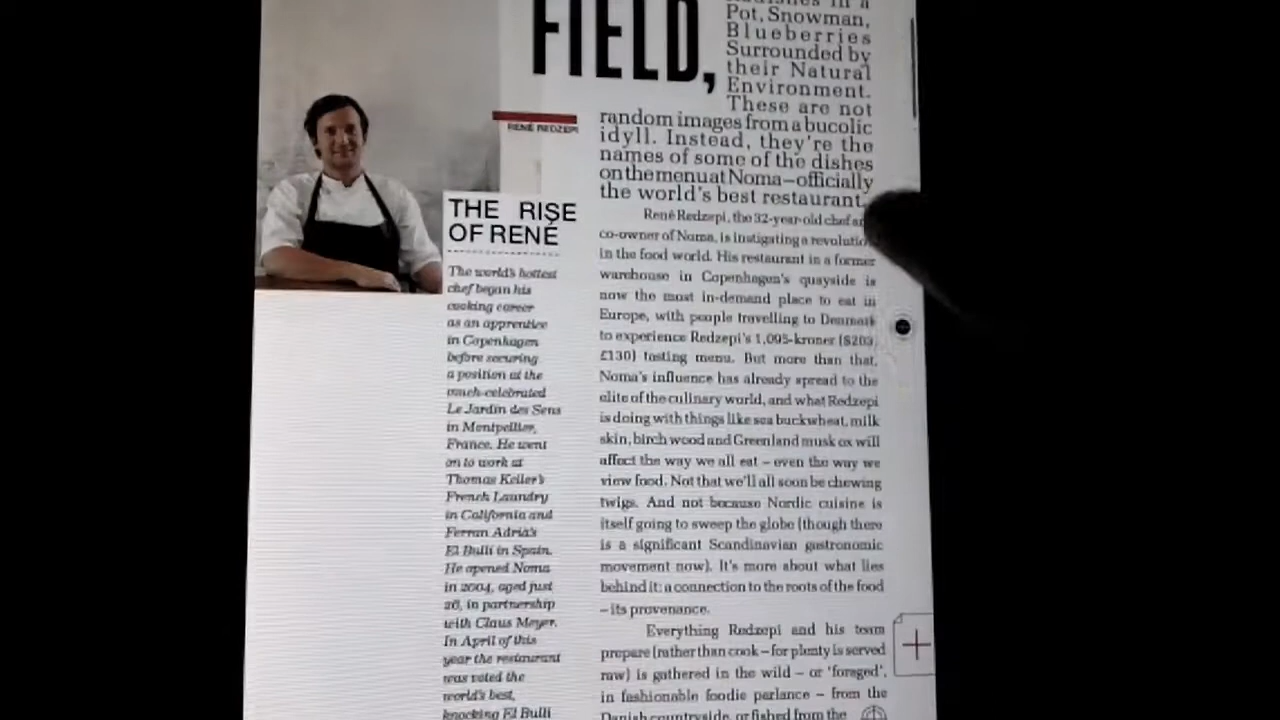 FIELD,
Pot, Snowman,
Blueberries
Surrounded by
their Natural
Environment.
These are not
random images from a bucolic
idyll. Instead, they're the
names of some of the dishes
on the menu at Noma – officially
the world's best restaurant.
RENÉ REDZEPI
THE RISE
OF RENÉ
The world's hottest
chef began his
cooking career
as an apprentice
in Copenhagen
before securing
a position at the
much-celebrated
Le Jardin des Sens
in Montpellier,
France. He went
on to work at
Thomas Keller's
French Laundry
in California and
Ferran Adrià's
El Bulli in Spain.
He opened Noma
in 2004, aged just
26, in partnership
with Claus Meyer.
In April of this
year the restaurant
was voted the
world's best,
knocking El Bulli
René Redzepi, the 32-year-old chef
co-owner of Noma, is instigating a
in the food world. His restaurant in a former
warehouse in Copenhagen's quayside is
now the most in-demand place to eat in
Europe, with people travelling to Denmark
to experience Redzepi's 1,095-kroner ($203,
£130) tasting menu. But more than that,
Noma's influence has already spread to the
elite of the culinary world, and what Redzepi
is doing with things like sea buckwheat, milk
skin, birch wood and Greenland musk ox will
affect the way we all eat – even the way we
view food. Not that we'll all soon be chewing
twigs. And not because Nordic cuisine is
itself going to sweep the globe (though there
is a significant Scandinavian gastronomic
movement now). It's more about what lies
behind it: a connection to the roots of the food
– its provenance.
Everything Redzepi and his team
prepare (rather than cook – for plenty is served
raw) is gathered in the wild – or 'foraged',
in fashionable foodie parlance – from the
Danish countryside, or fished from the